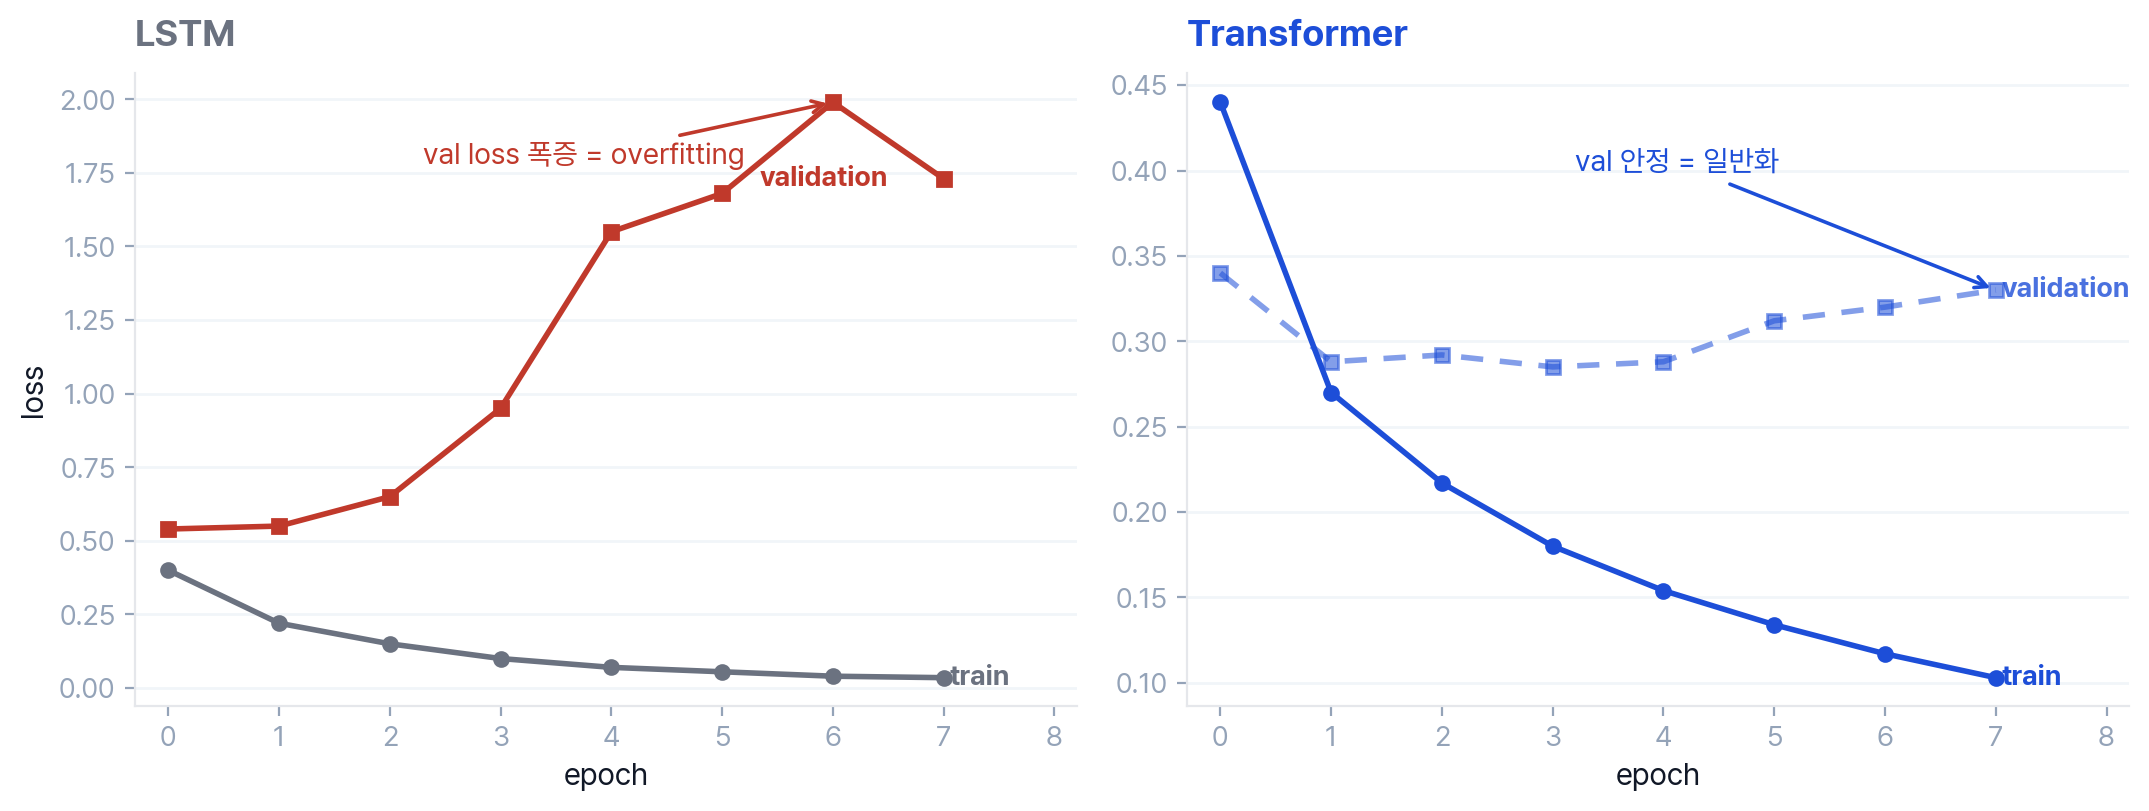 LSTM
2.00
1.75
1.50
1.25
1.00
0.75
0.50
0.25
0.00
loss
val loss 폭증 = overfitting
validation
train
0 1 2 3 4 5 6 7 8
epoch
Transformer
0.45
0.40
0.35
0.30
0.25
0.20
0.15
0.10
val 안정 = 일반화
validation
train
0 1 2 3 4 5 6 7 8
epoch